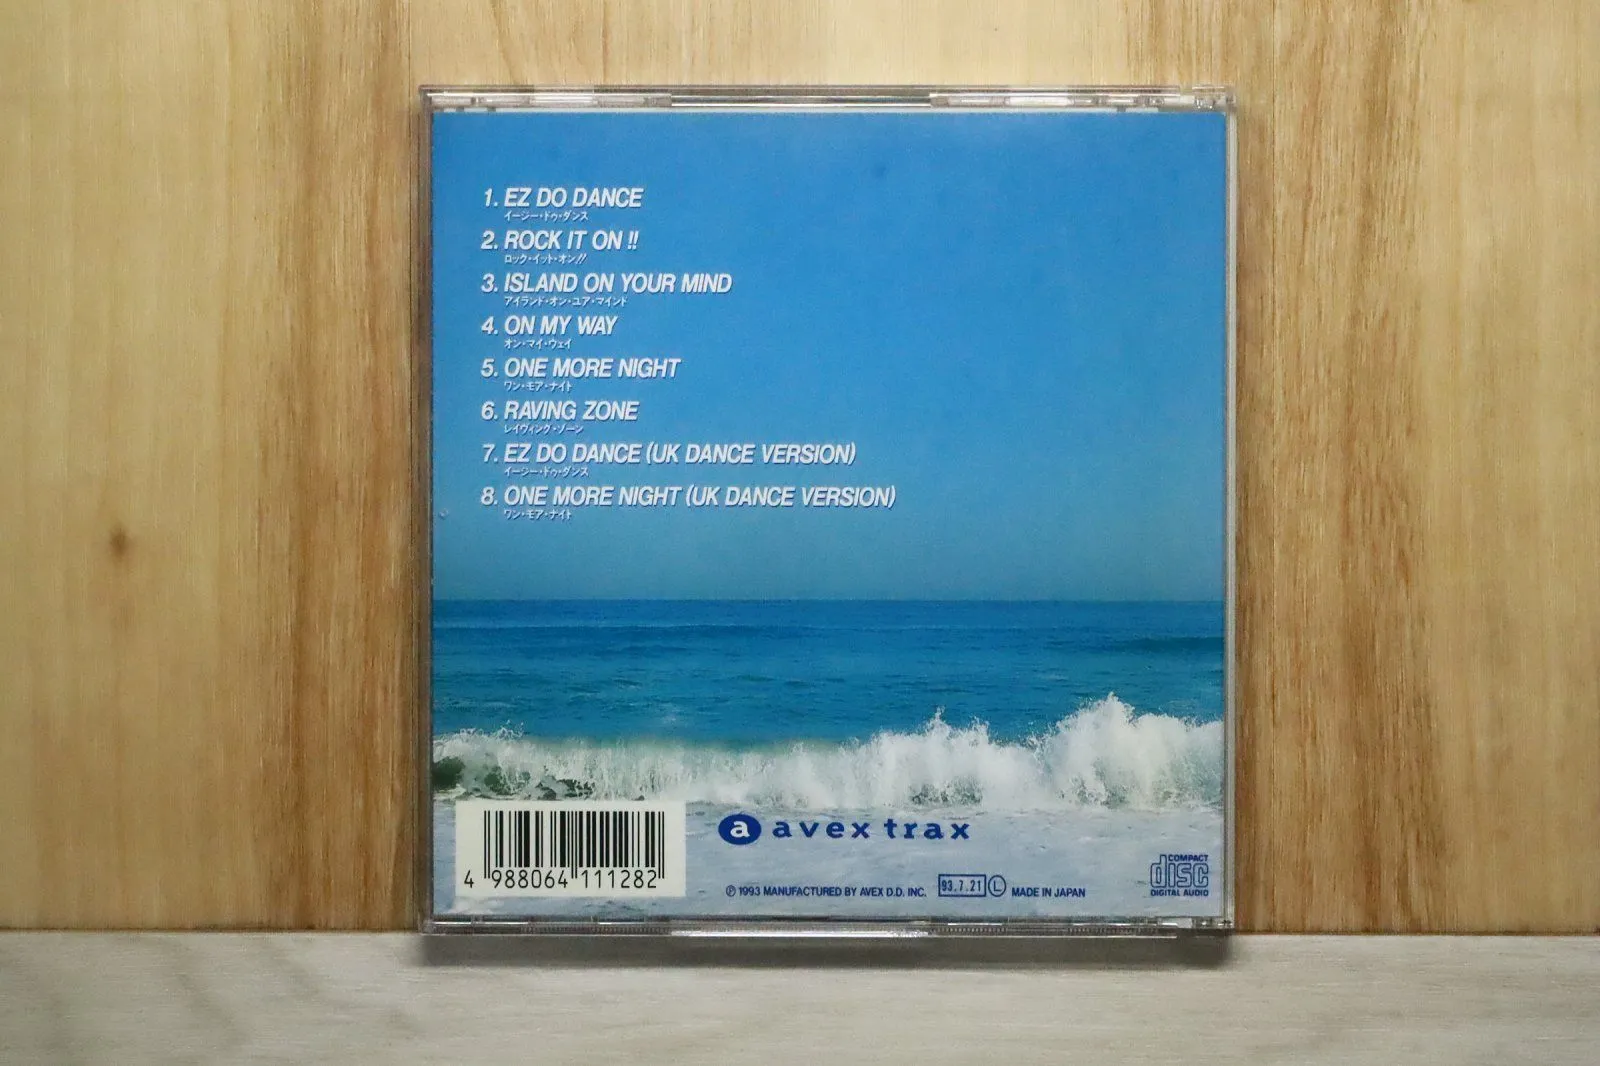 1. EZ DO DANCE
イージー・ドゥ・ダンス
2. ROCK IT ON !!
ロック・イット・オン!!
3. ISLAND ON YOUR MIND
アイランド・オン・ユア・マインド
4. ON MY WAY
オン・マイ・ウェイ
5. ONE MORE NIGHT
ワン・モア・ナイト
6. RAVING ZONE
レイヴィング・ゾーン
7. EZ DO DANCE (UK DANCE VERSION)
イージー・ドゥ・ダンス
8. ONE MORE NIGHT (UK DANCE VERSION)
ワン・モア・ナイト
a avex trax
4 988064 111282
Ⓟ 1993 MANUFACTURED BY AVEX D.D. INC. 93.7.21 Ⓛ MADE IN JAPAN
COMPACT
disc
DIGITAL AUDIO